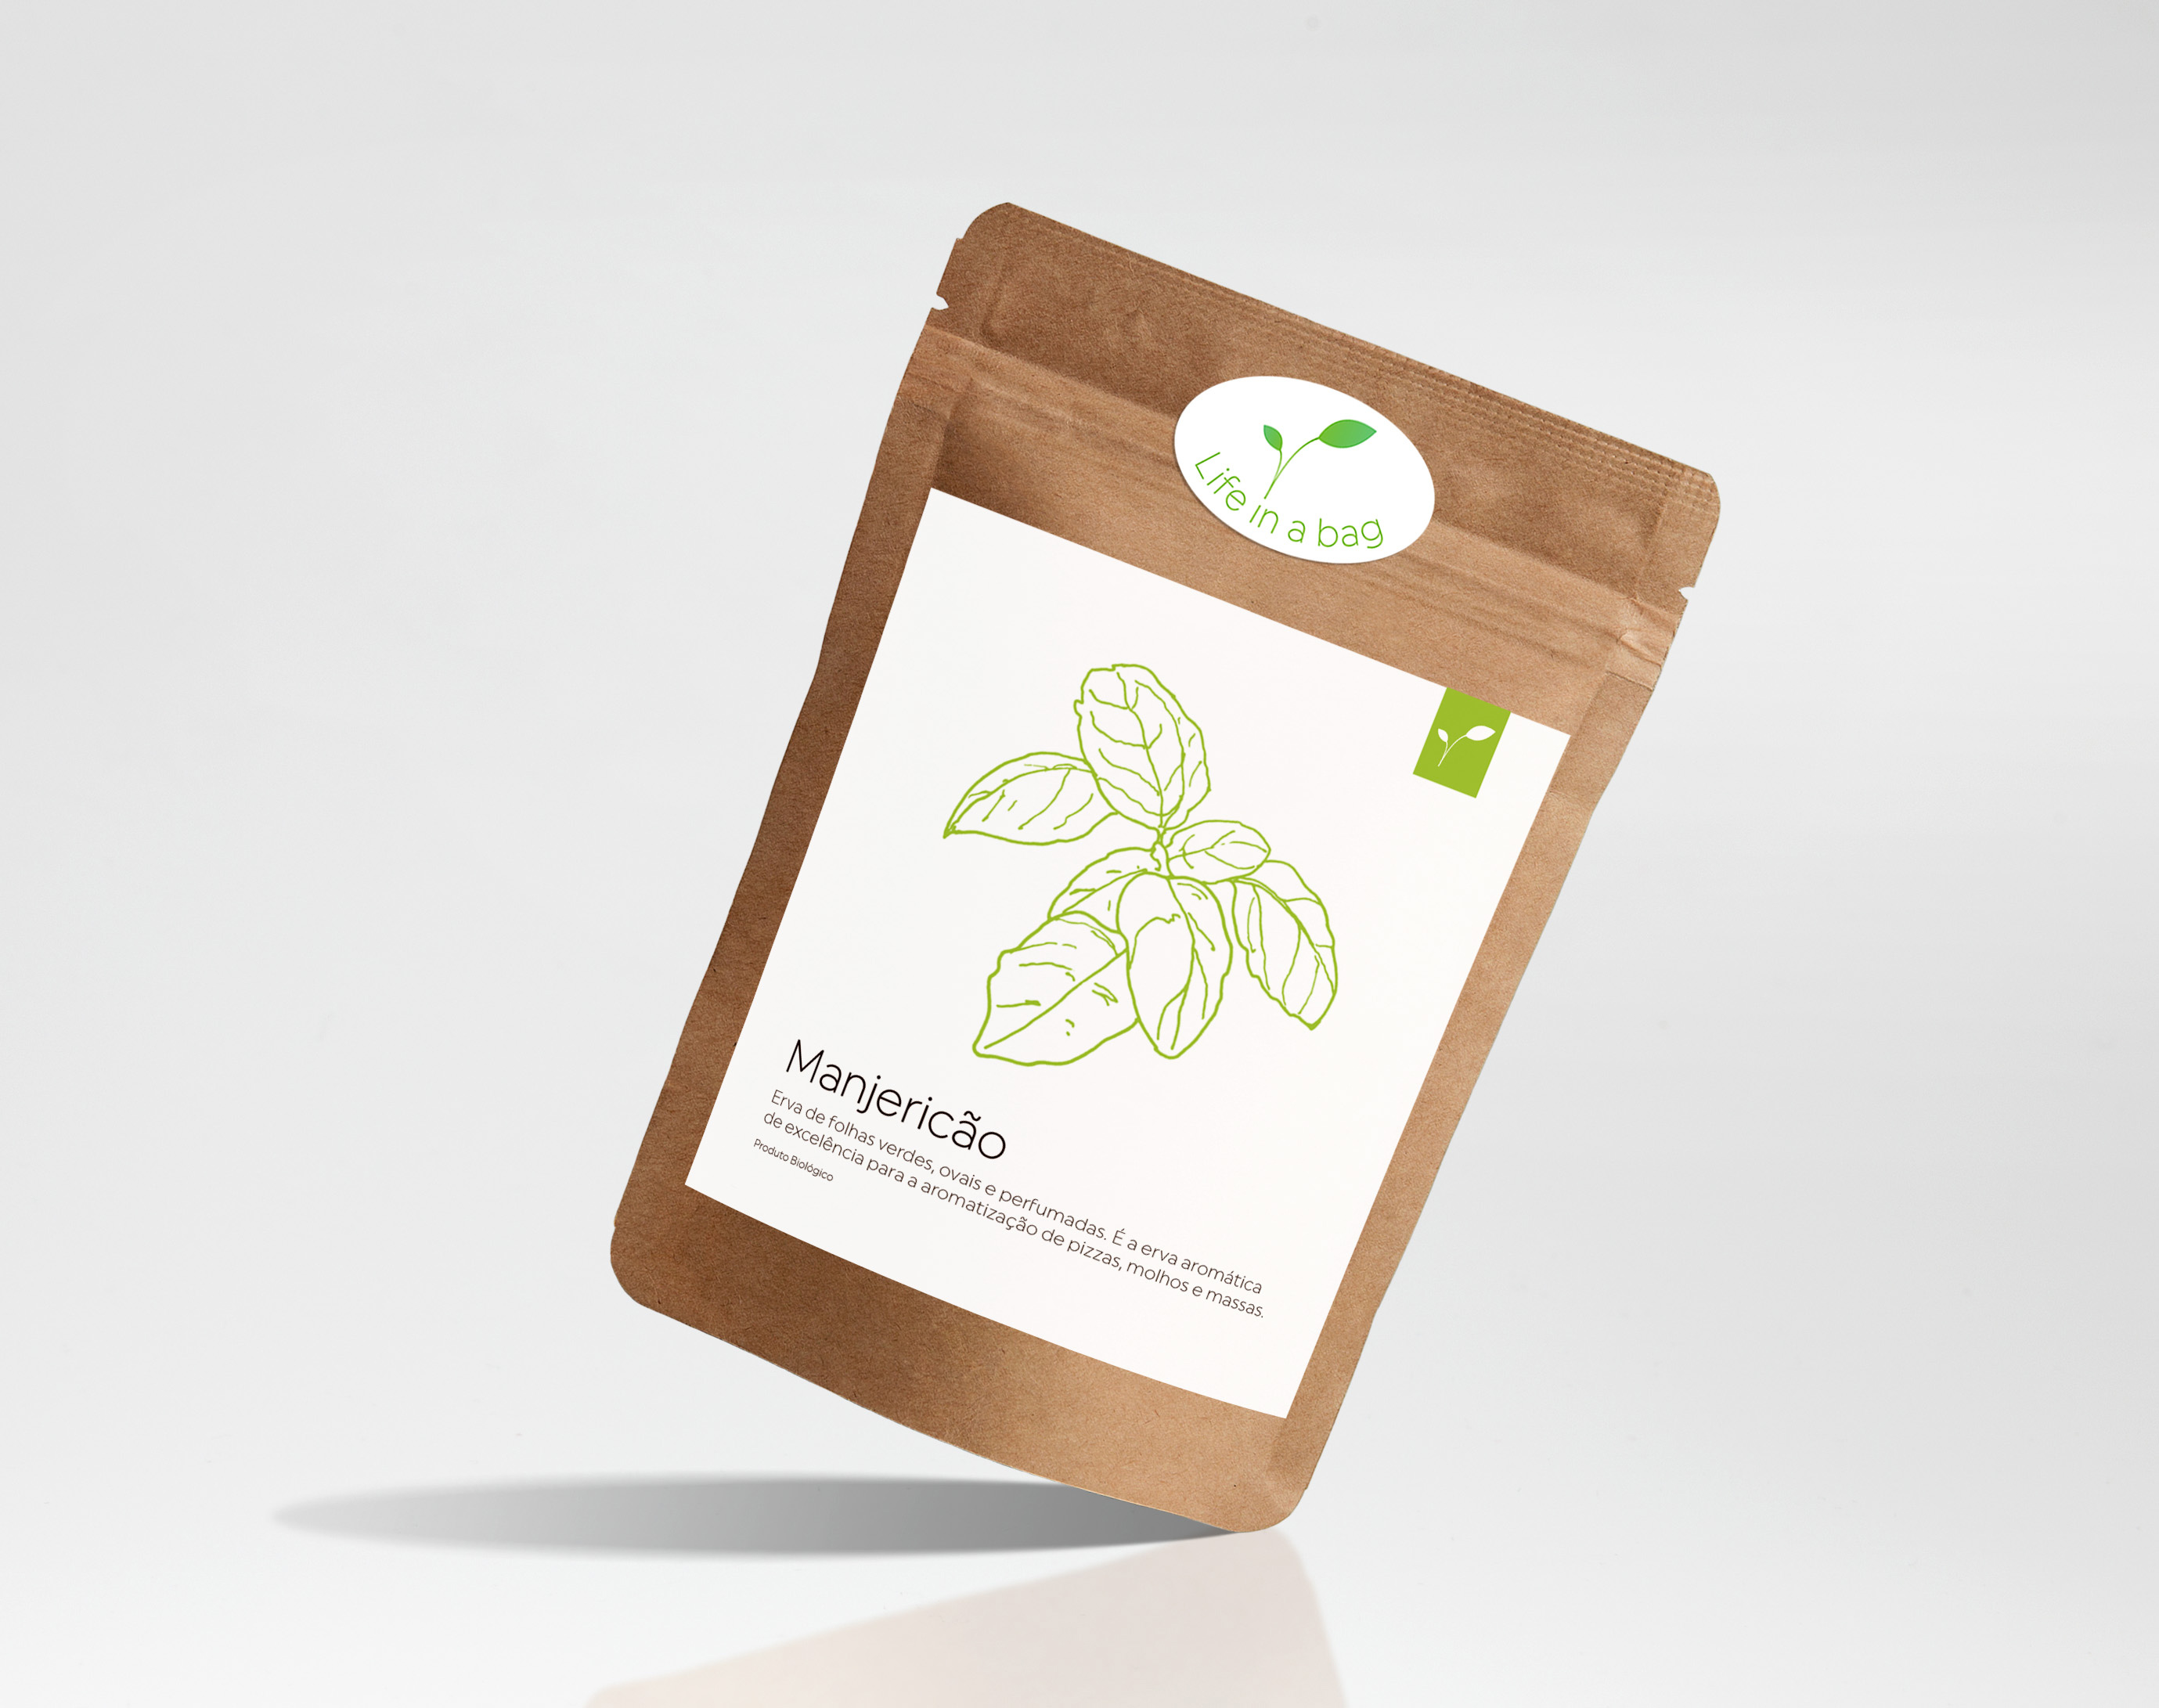 Life in a bag
Manjericão
Erva de folhas verdes, ovais e perfumadas. É a erva aromática
de excelência para a aromatização de pizzas, molhos e massas.
Produto Biológico